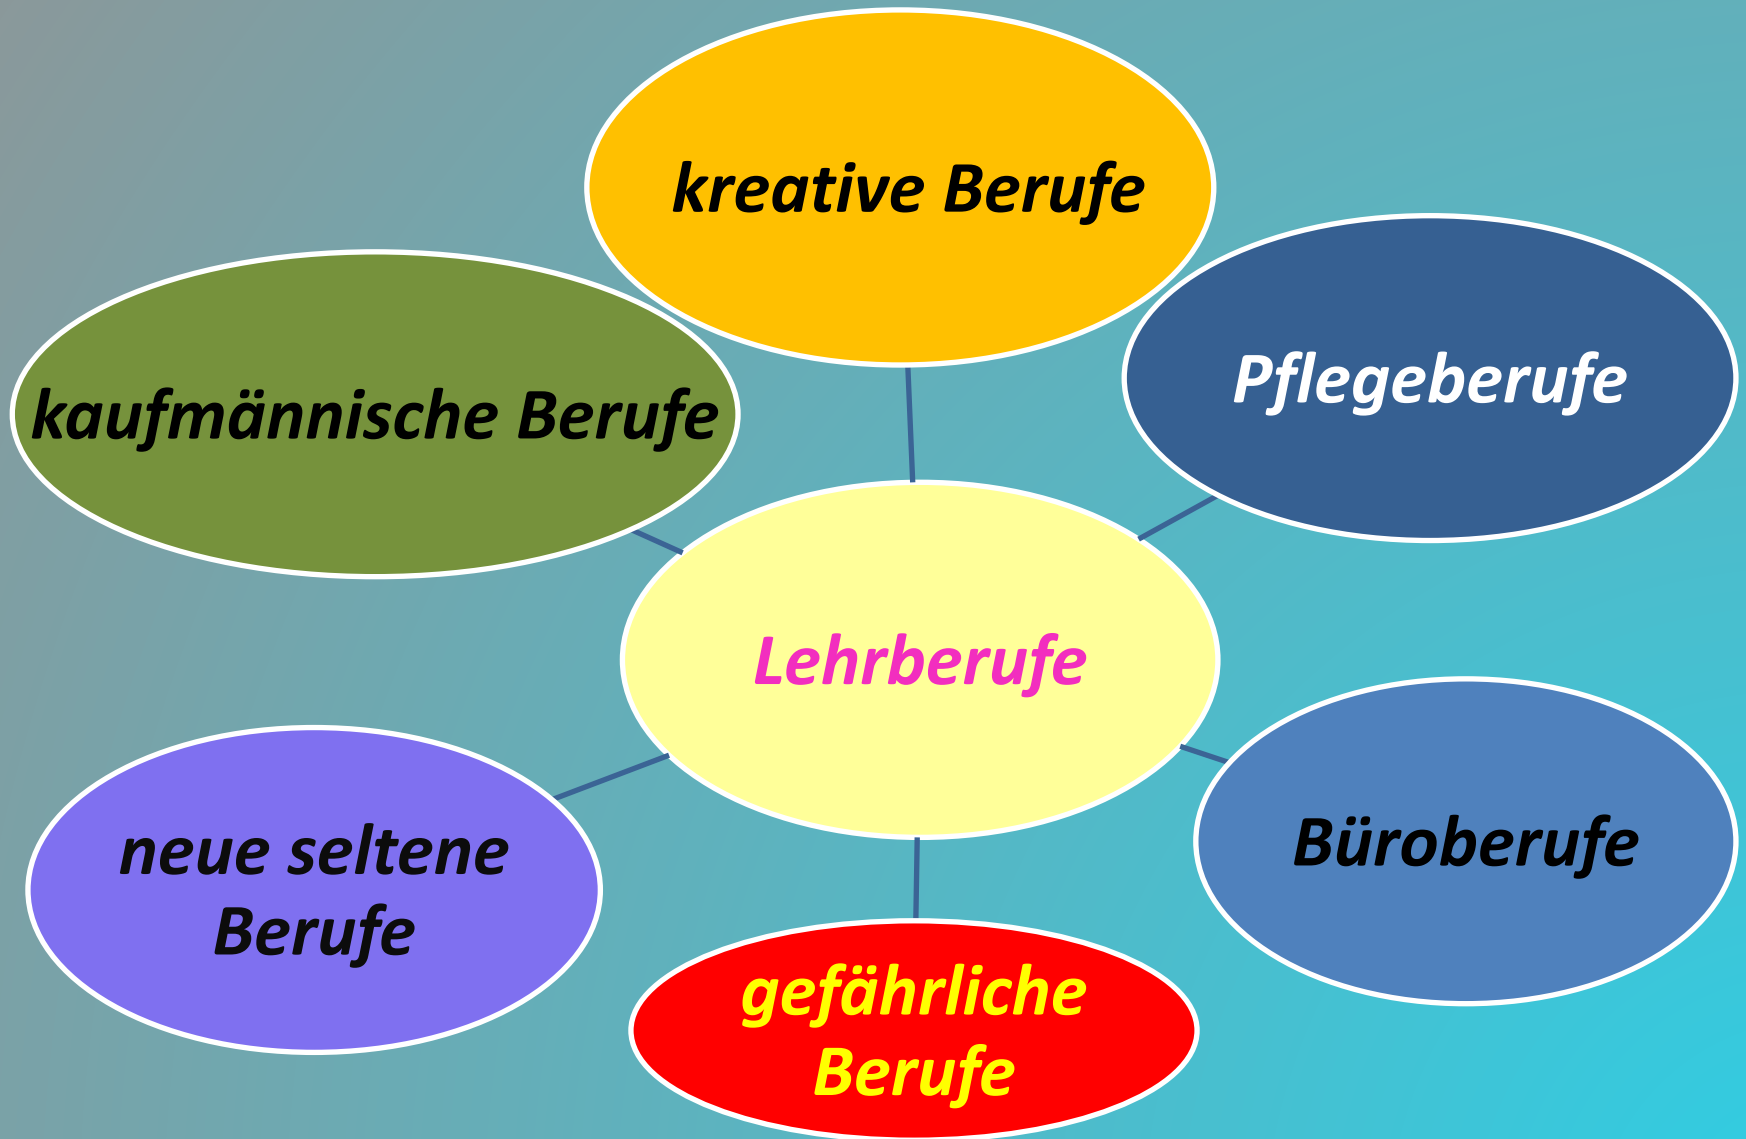 kreative Berufe
Pflegeberufe
kaufmännische Berufe
Lehrberufe
Büroberufe
neue seltene
Berufe
gefährliche
Berufe